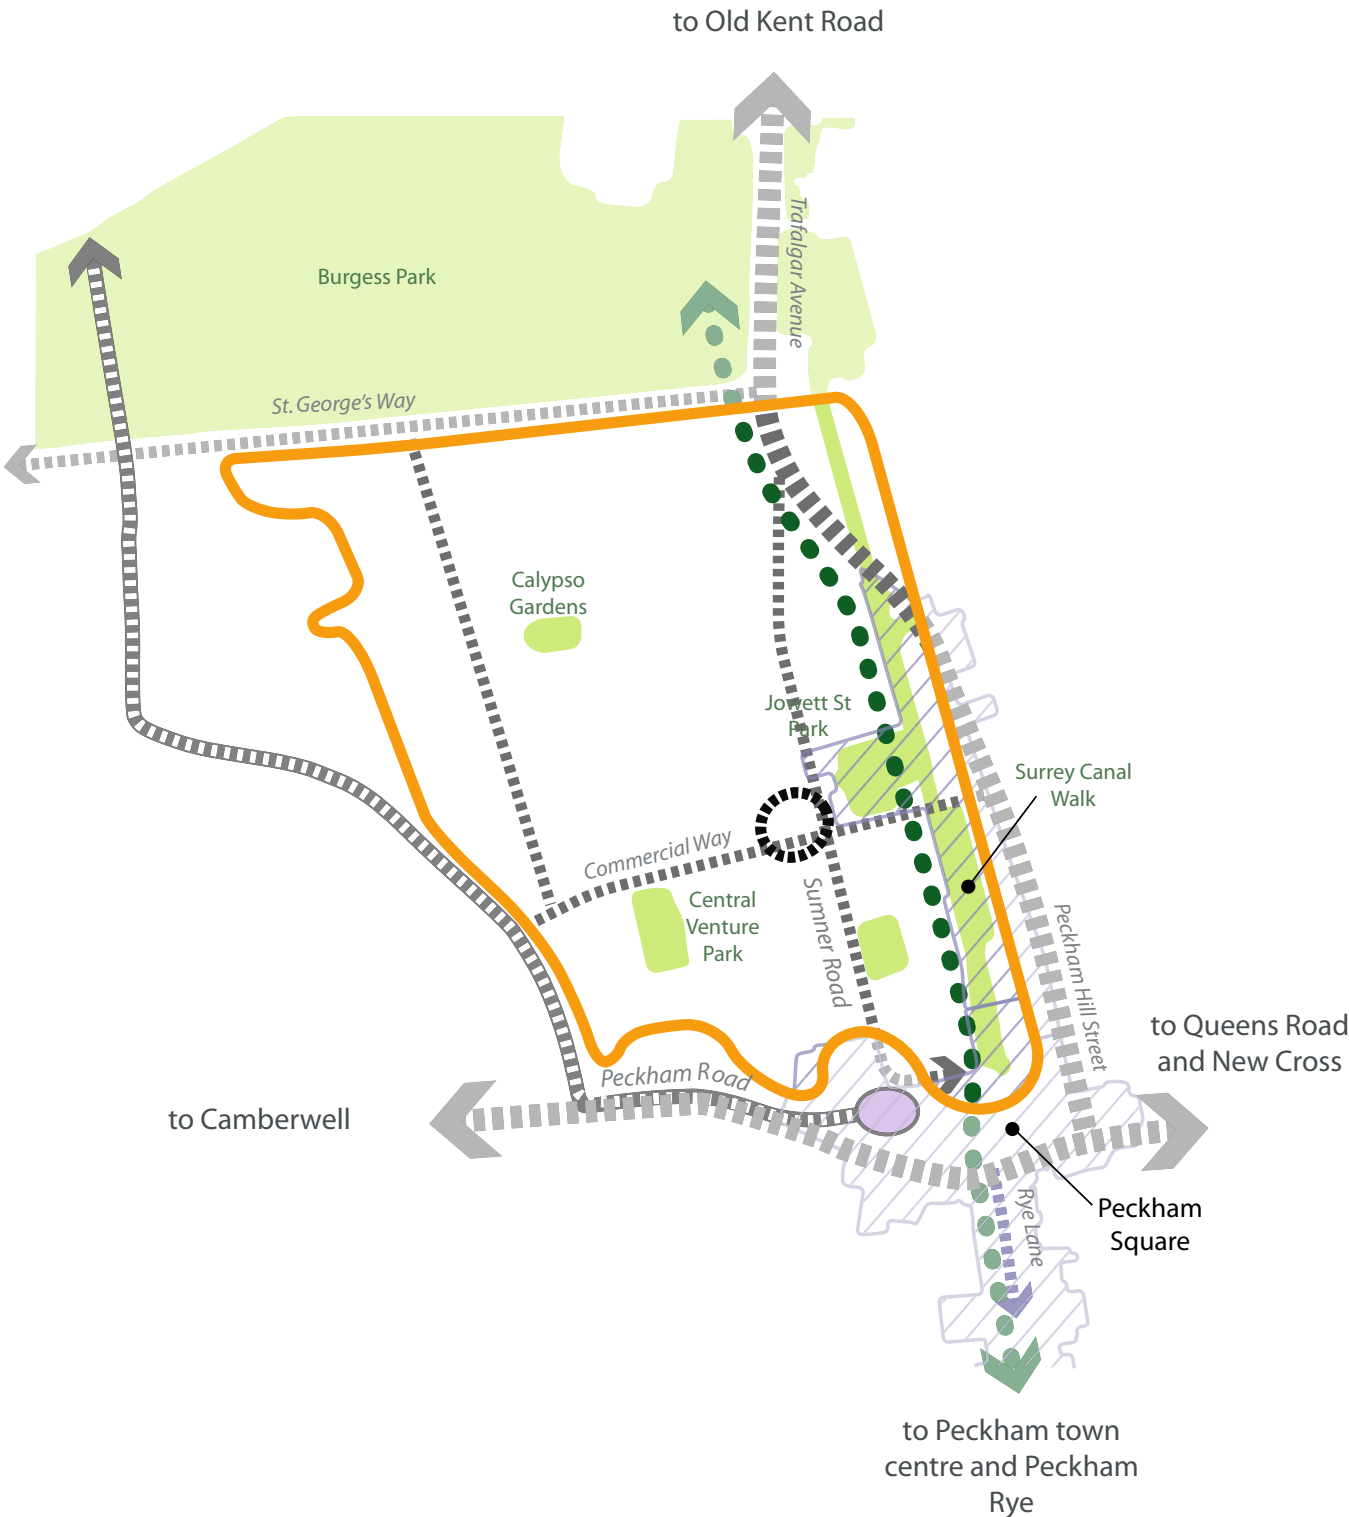 to Old Kent Road
Trafalgar Avenue
Burgess Park
St. George's Way
Calypso
Gardens
Jowett St
Park
Surrey Canal
Walk
Commercial Way
Central
Venture
Park
Sumner Road
Peckham Hill Street
to Queens Road
and New Cross
Peckham Road
to Camberwell
Rye Lane
Peckham
Square
to Peckham town
centre and Peckham
Rye